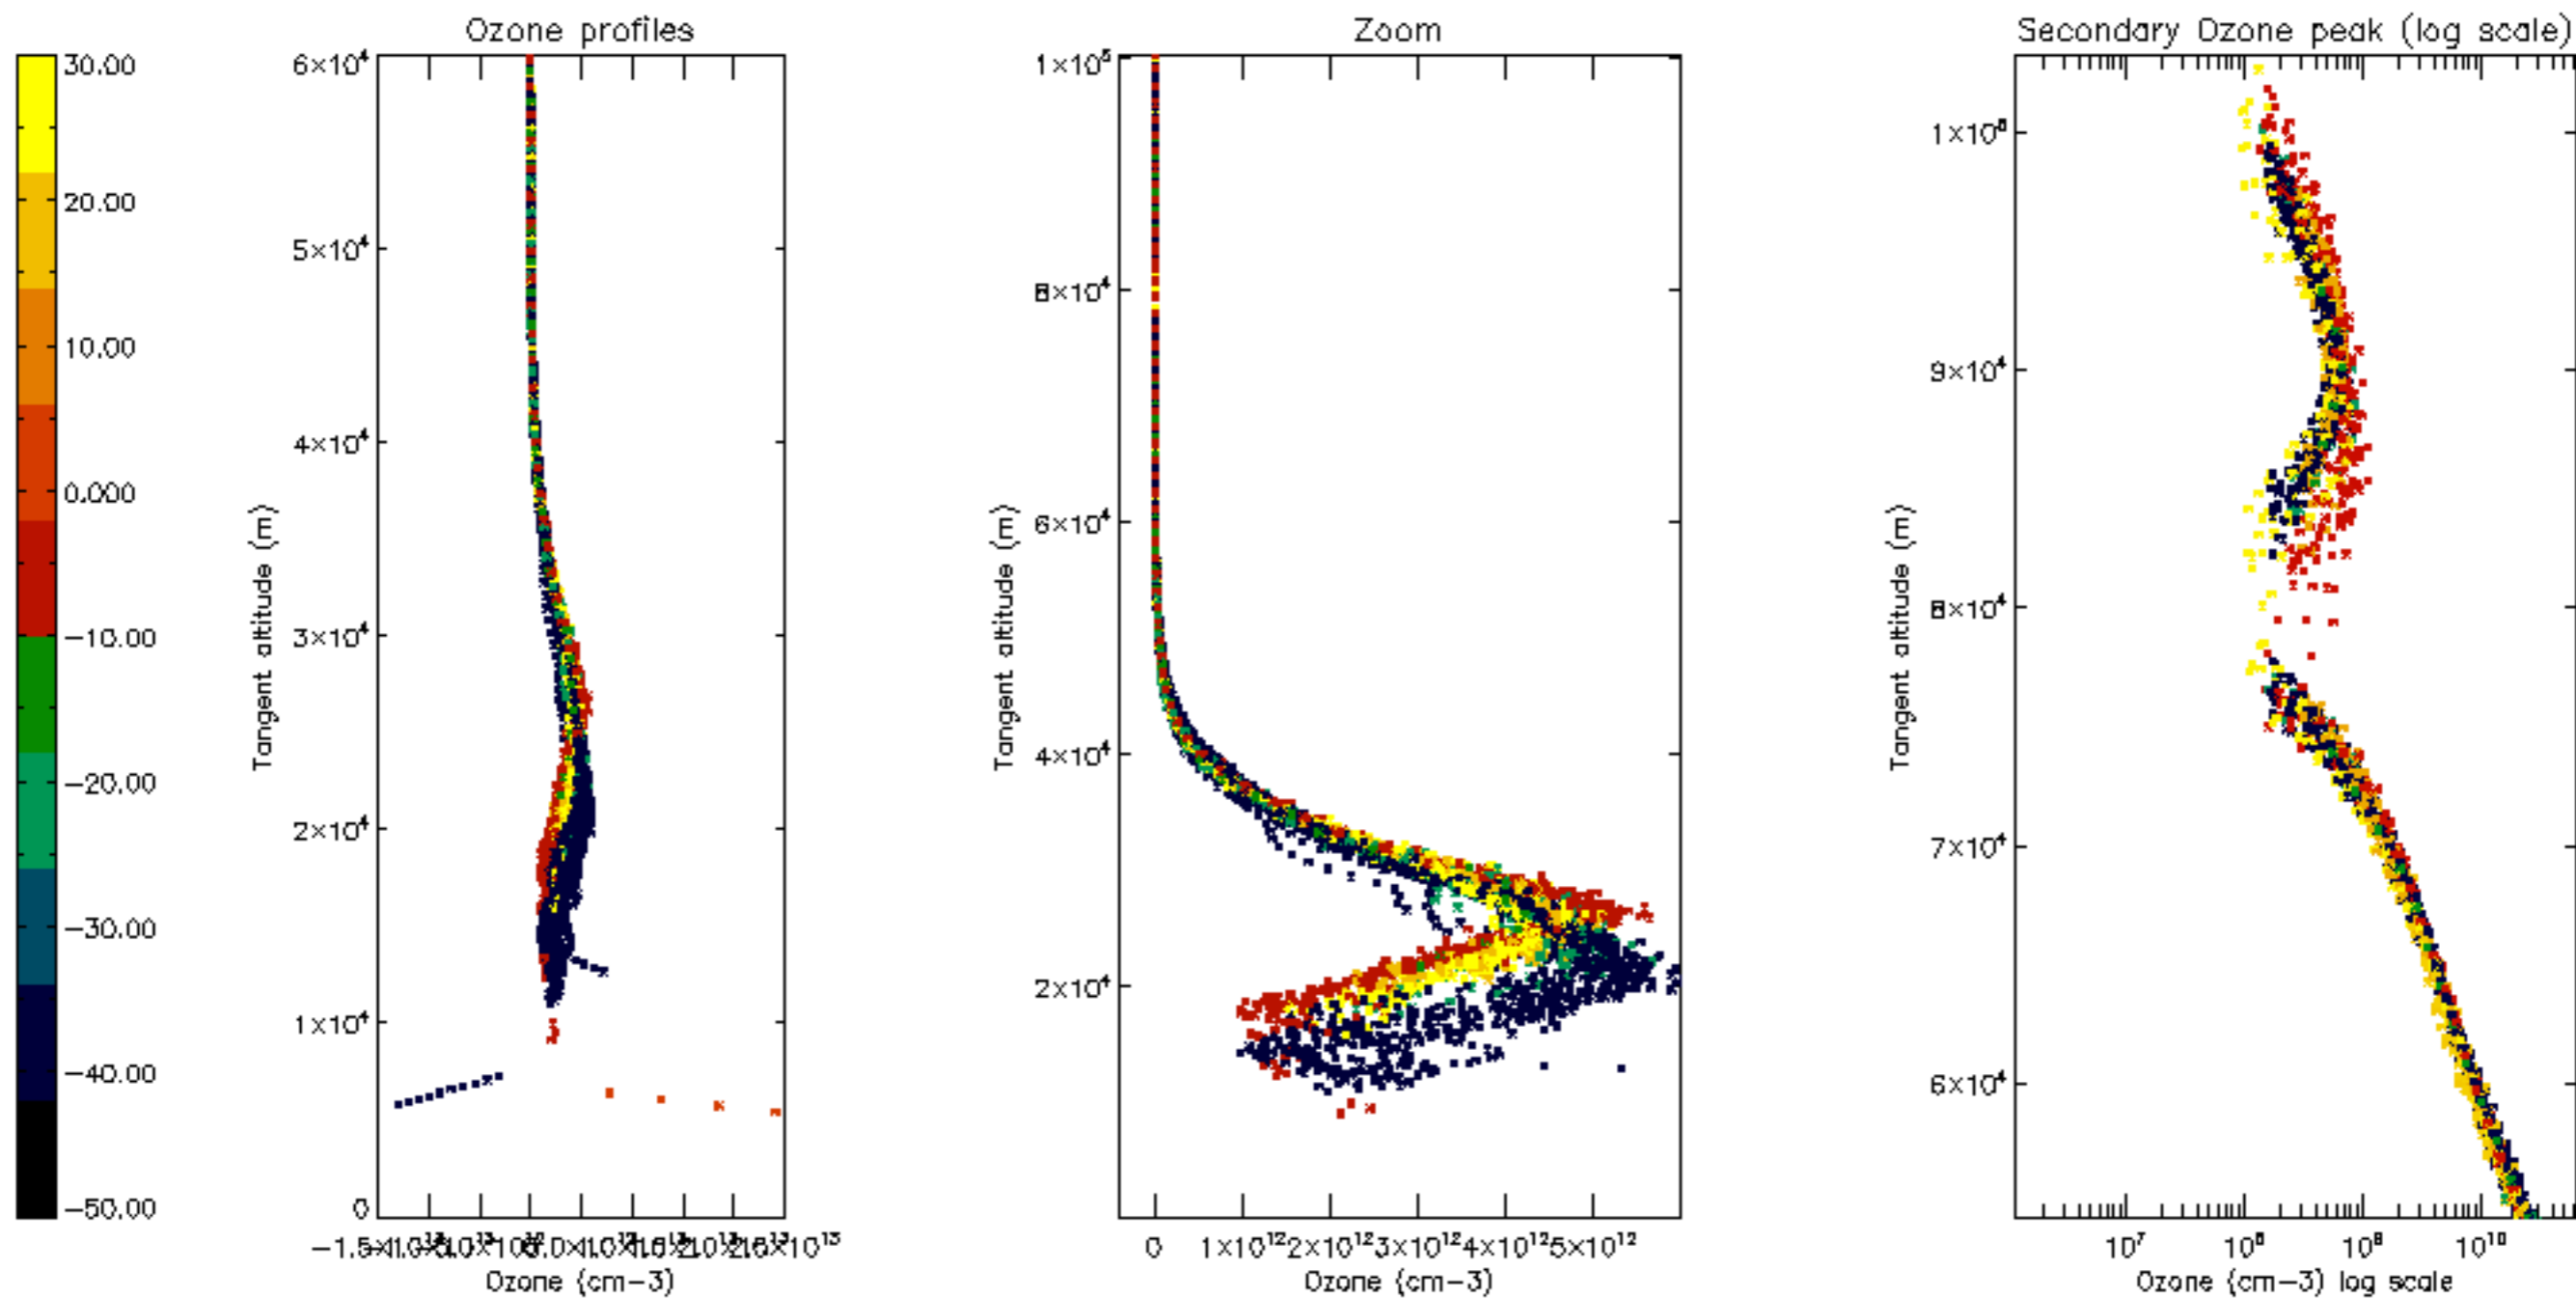 Ozone profiles
Zoom
Secondary Ozone peak (log scale)
30.00
20.00
10.00
0.000
−10.00
−20.00
−30.00
−40.00
−50.00
6×10⁴
5×10⁴
4×10⁴
3×10⁴
2×10⁴
1×10⁴
0
Tangent altitude (m)
Ozone (cm−3)
1×10⁵
8×10⁴
6×10⁴
4×10⁴
2×10⁴
Tangent altitude (m)
0 1×10¹² 2×10¹² 3×10¹² 4×10¹² 5×10¹²
Ozone (cm−3)
9×10⁴
8×10⁴
7×10⁴
6×10⁴
Tangent altitude (m)
10⁷ 10⁸ 10⁹ 10¹⁰
Ozone (cm−3) log scale